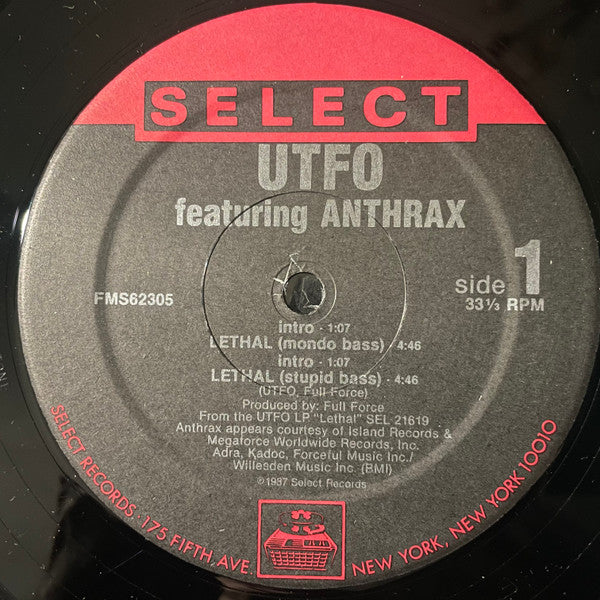 SELECT
UTFO
featuring ANTHRAX
FMS62305
side 1
33⅓ RPM
intro - 1:07
LETHAL (mondo bass) - 4:46
intro - 1:07
LETHAL (stupid bass) - 4:46
(UTFO, Full Force)
Produced by: Full Force
From the UTFO LP "Lethal" SEL 21619
Anthrax appears courtesy of Island Records &
Megaforce Worldwide Records, Inc.
Adra, Kadoc, Forceful Music Inc./
Willesden Music Inc. (BMI)
©1987 Select Records
SELECT RECORDS · 175 FIFTH AVE. NEW YORK, NEW YORK 10010